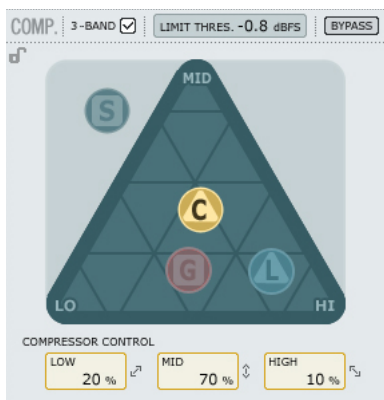 COMP. 3-BAND LIMIT THRES. -0.8 dBFS BYPASS
MID
S
C
G
L
LO HI
COMPRESSOR CONTROL
LOW MID HIGH
20 % 70 % 10 %